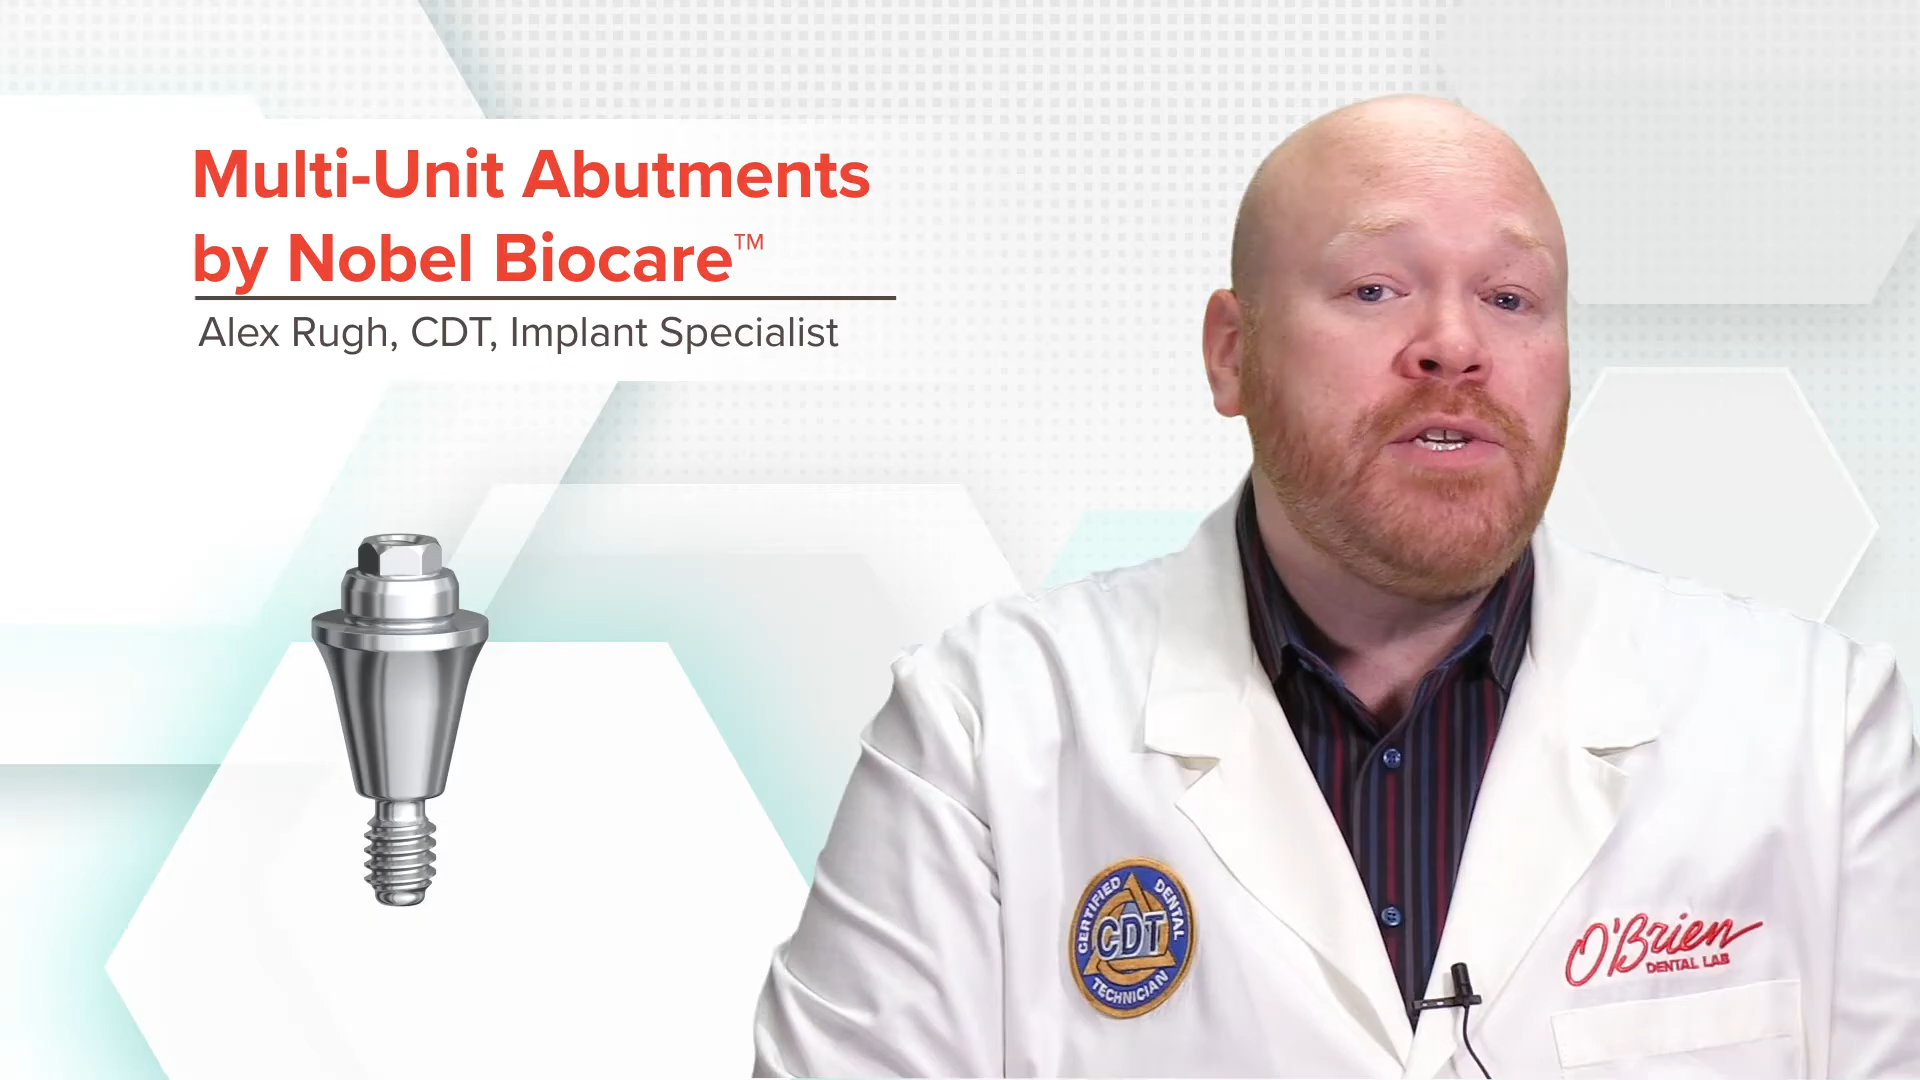 Multi-Unit Abutments
by Nobel Biocare™
Alex Rugh, CDT, Implant Specialist
CERTIFIED DENTAL
CDT
TECHNICIAN
O'Brien
DENTAL LAB